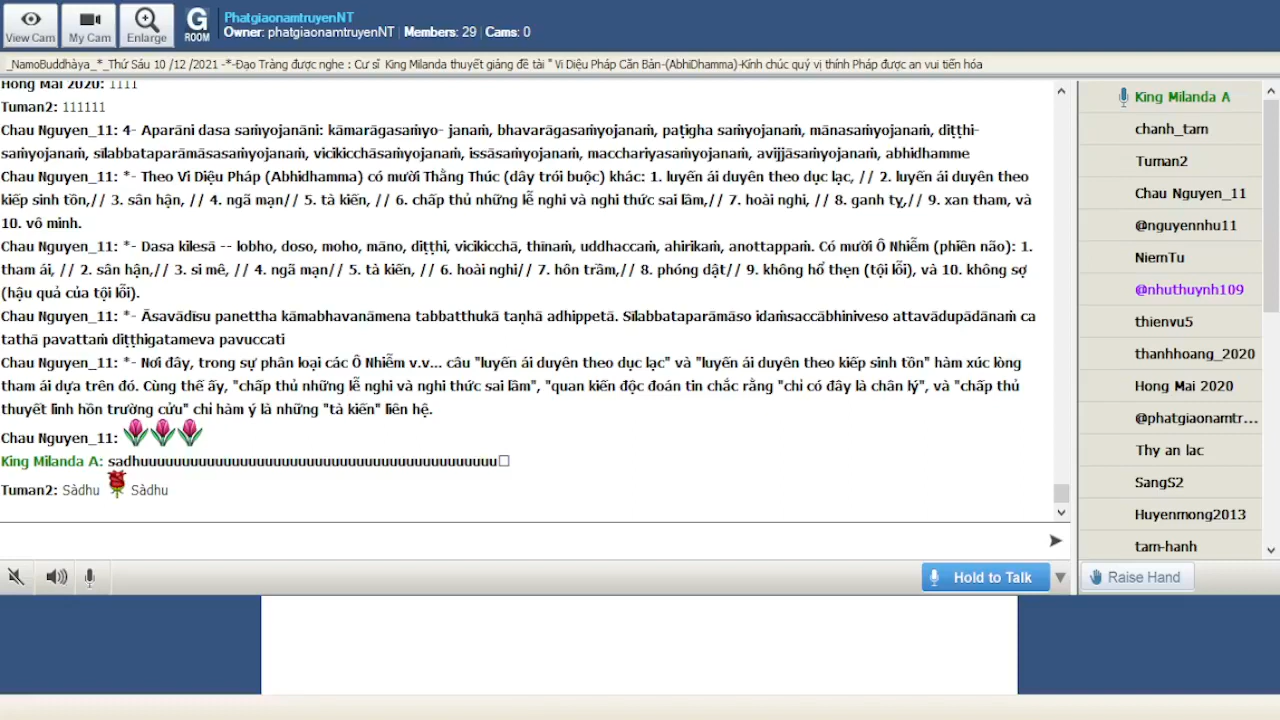 View Cam
My Cam
Enlarge
G
ROOM
PhatgiaonamtruyenNT
Owner: phatgiaonamtruyenNT | Members: 29 | Cams: 0
_NamoBuddhàya_*_Thứ Sáu 10 /12 /2021 -*-Đạo Tràng được nghe : Cư sĩ King Milanda thuyết giảng đề tài " Vi Diệu Pháp Căn Bản-(AbhiDhamma)-Kính chúc quý vị thính Pháp được an vui tiến hóa
Hong Mai 2020: 1111
Tuman2: 111111
Chau Nguyen_11: 4- Aparāni dasa saṁyojanāni: kāmarāgasaṁyo- janaṁ, bhavarāgasaṁyojanaṁ, paṭigha saṁyojanaṁ, mānasaṁyojanaṁ, diṭṭhi-
saṁyojanaṁ, sīlabbataparāmāsasaṁyojanaṁ, vicikicchāsaṁyojanaṁ, issāsaṁyojanaṁ, macchariyasaṁyojanaṁ, avijjāsaṁyojanaṁ, abhidhamme
Chau Nguyen_11: *- Theo Vi Diệu Pháp (Abhidhamma) có mười Thằng Thúc (dây trói buộc) khác: 1. luyến ái duyên theo dục lạc, // 2. luyến ái duyên theo
kiếp sinh tồn,// 3. sân hận, // 4. ngã mạn// 5. tà kiến, // 6. chấp thủ những lễ nghi và nghi thức sai lầm,// 7. hoài nghi, // 8. ganh tỵ,// 9. xan tham, và
10. vô minh.
Chau Nguyen_11: *- Dasa kilesā -- lobho, doso, moho, māno, diṭṭhi, vicikicchā, thīnaṁ, uddhaccaṁ, ahirikaṁ, anottappaṁ. Có mười Ô Nhiễm (phiền não): 1.
tham ái, // 2. sân hận,// 3. si mê, // 4. ngã mạn// 5. tà kiến, // 6. hoài nghi// 7. hôn trầm,// 8. phóng dật// 9. không hổ thẹn (tội lỗi), và 10. không sợ
(hậu quả của tội lỗi).
Chau Nguyen_11: *- Āsavādīsu panettha kāmabhavanāmena tabbatthukā taṇhā adhippetā. Sīlabbataparāmāso idaṁsaccābhiniveso attavādupādānaṁ ca
tathā pavattaṁ diṭṭhigatameva pavuccati
Chau Nguyen_11: *- Nơi đây, trong sự phân loại các Ô Nhiễm v.v... câu "luyến ái duyên theo dục lạc" và "luyến ái duyên theo kiếp sinh tồn" hàm xúc lòng
tham ái dựa trên đó. Cùng thế ấy, "chấp thủ những lễ nghi và nghi thức sai lầm", "quan kiến độc đoán tin chắc rằng "chỉ có đây là chân lý", và "chấp thủ
thuyết linh hồn trường cửu" chỉ hàm ý là những "tà kiến" liên hệ.
Chau Nguyen_11:
King Milanda A: sadhuuuuuuuuuuuuuuuuuuuuuuuuuuuuuuuuuuuuuuuuuuu
Tuman2: Sàdhu Sàdhu
King Milanda A
chanh_tam
Tuman2
Chau Nguyen_11
@nguyennhu11
NiemTu
@nhuthuynh109
thienvu5
thanhhoang_2020
Hong Mai 2020
@phatgiaonamtr...
Thy an lac
SangS2
Huyenmong2013
tam-hanh
Hold to Talk
Raise Hand